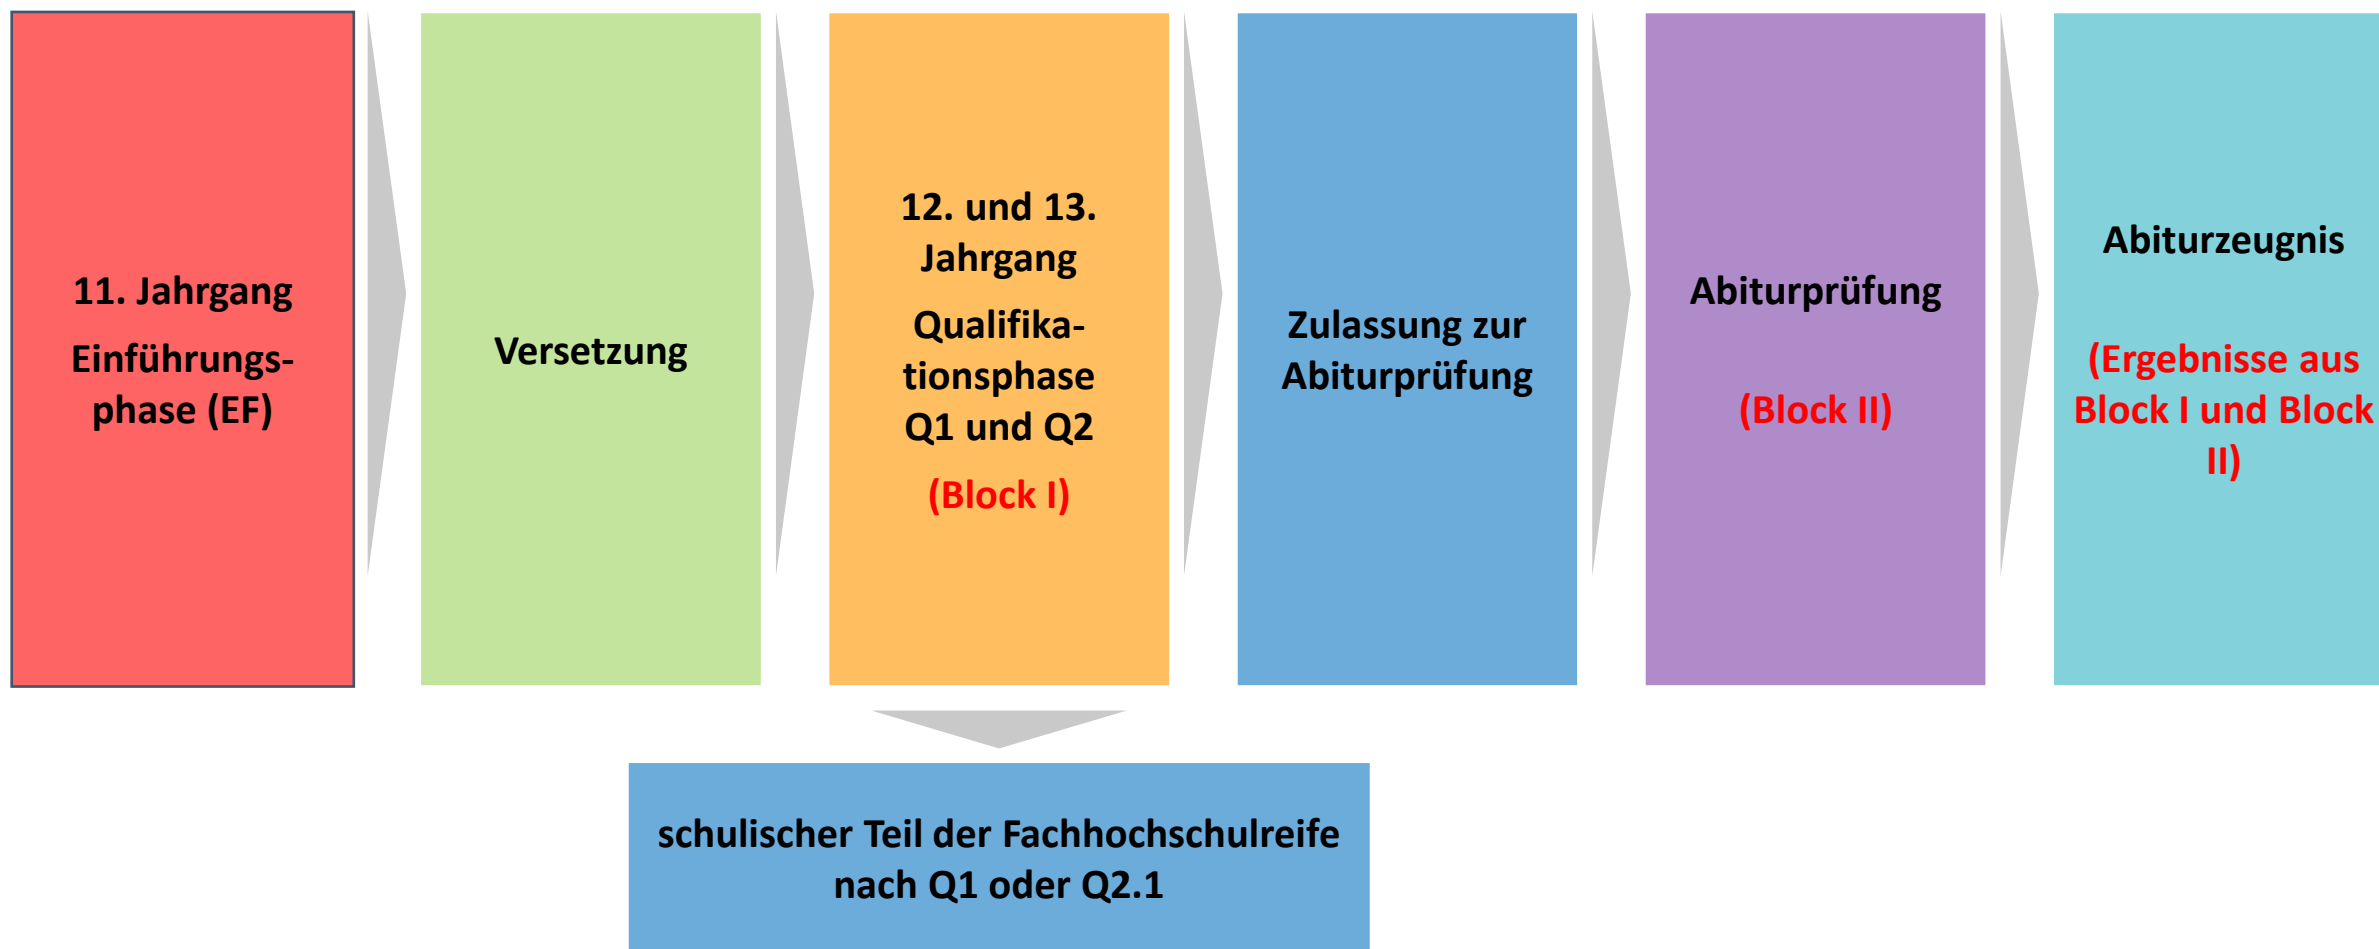 11. Jahrgang
Einführungs-
phase (EF)
Versetzung
12. und 13.
Jahrgang
Qualifika-
tionsphase
Q1 und Q2
(Block I)
Zulassung zur
Abiturprüfung
Abiturprüfung
(Block II)
Abiturzeugnis
(Ergebnisse aus
Block I und Block
II)
schulischer Teil der Fachhochschulreife
nach Q1 oder Q2.1